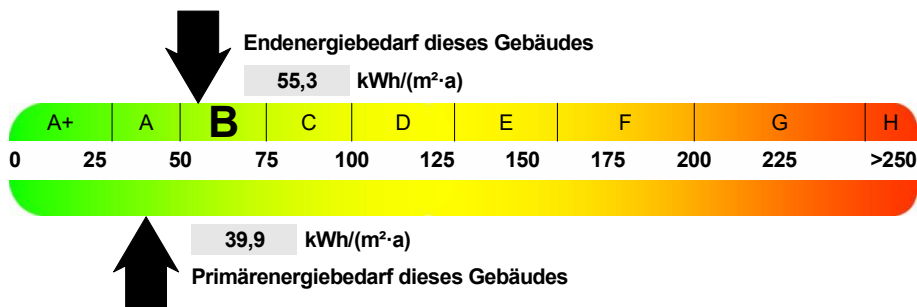 Endenergiebedarf dieses Gebäudes
55,3 kWh/(m²·a)
A+ A B C D E F G H
0 25 50 75 100 125 150 175 200 225 >250
39,9 kWh/(m²·a)
Primärenergiebedarf dieses Gebäudes